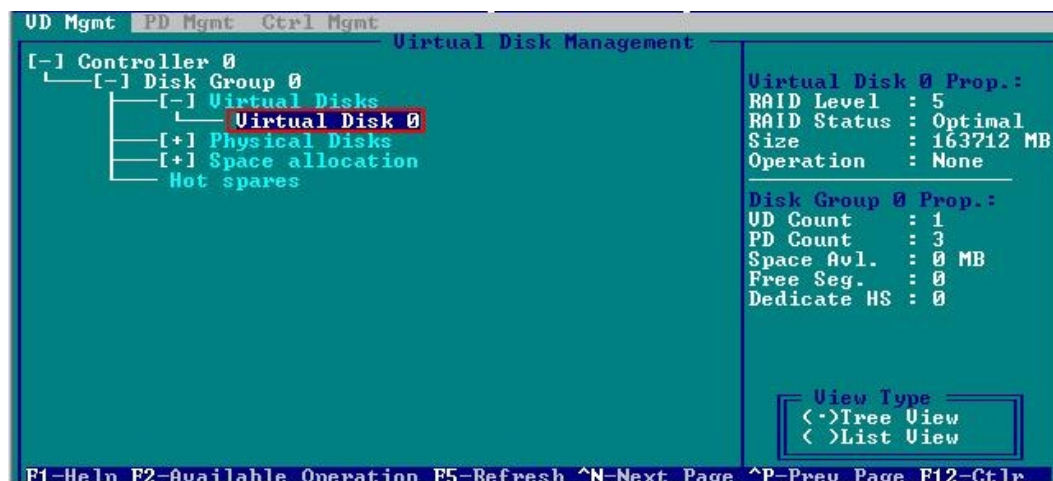 VD Mgmt PD Mgmt Ctrl Mgmt
Virtual Disk Management
[-] Controller 0
[-] Disk Group 0
[-] Virtual Disks
Virtual Disk 0
[+] Physical Disks
[+] Space allocation
Hot spares
Virtual Disk 0 Prop.:
RAID Level : 5
RAID Status : Optimal
Size : 163712 MB
Operation : None
Disk Group 0 Prop.:
VD Count : 1
PD Count : 3
Space Avl. : 0 MB
Free Seg. : 0
Dedicate HS : 0
View Type
(·)Tree View
( )List View
F1-Help F2-Available Operation F5-Refresh ^N-Next Page ^P-Prev Page F12-Ctlr